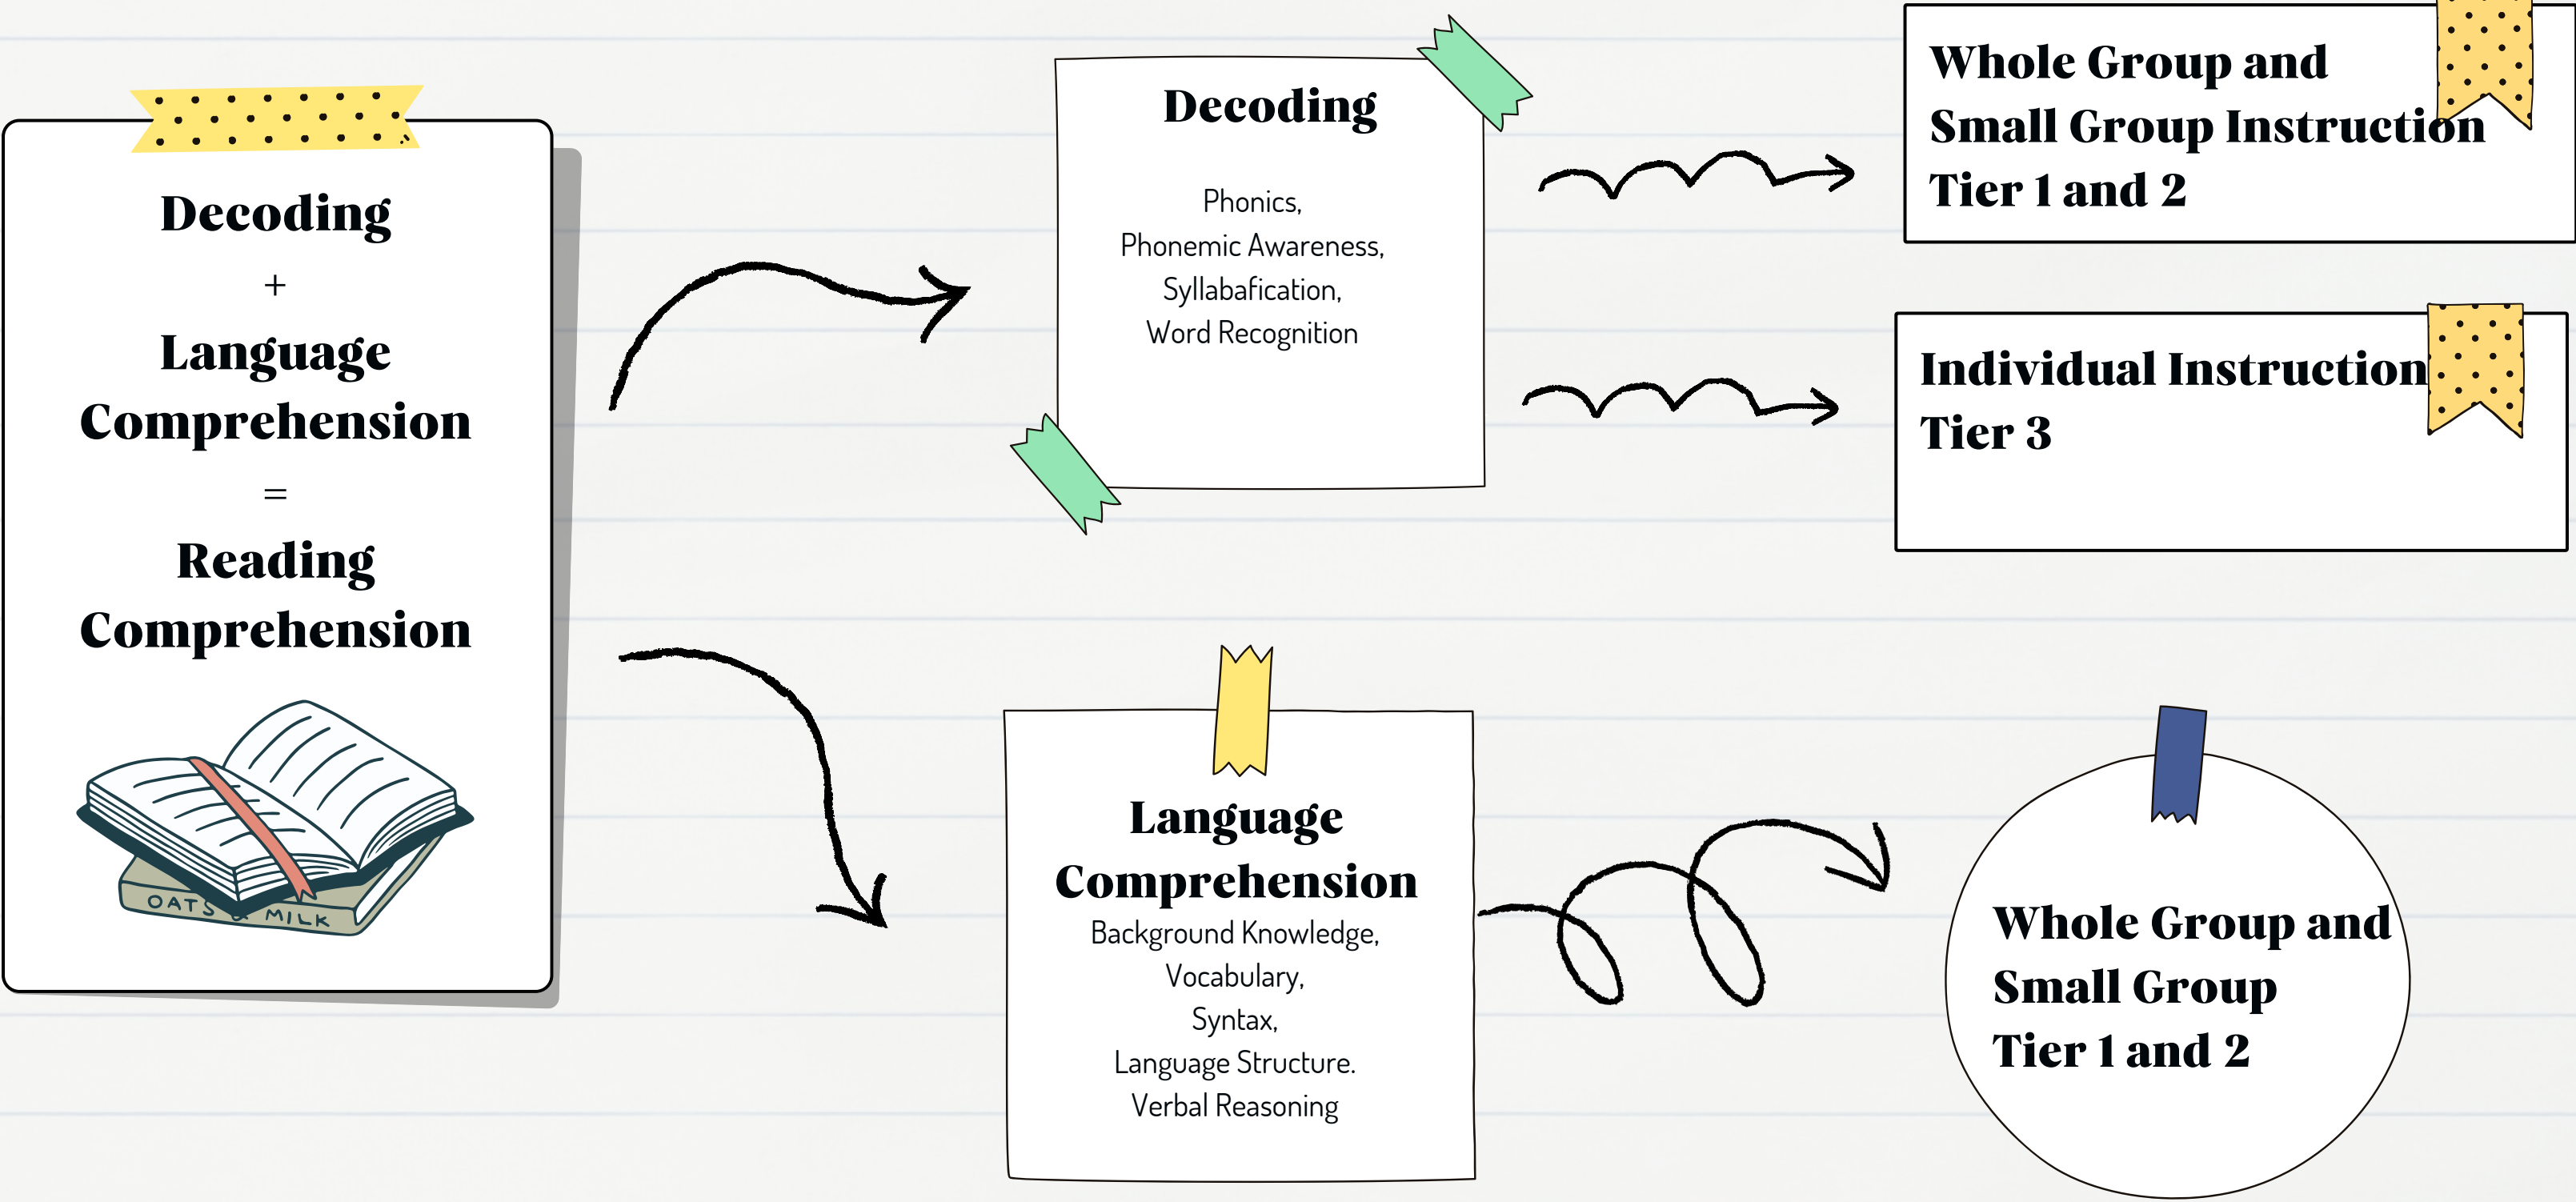 Decoding
+
Language
Comprehension
=
Reading
Comprehension
OATS & MILK
Decoding
Phonics,
Phonemic Awareness,
Syllabafication,
Word Recognition
Whole Group and
Small Group Instruction
Tier 1 and 2
Individual Instruction
Tier 3
Language
Comprehension
Background Knowledge,
Vocabulary,
Syntax,
Language Structure.
Verbal Reasoning
Whole Group and
Small Group
Tier 1 and 2